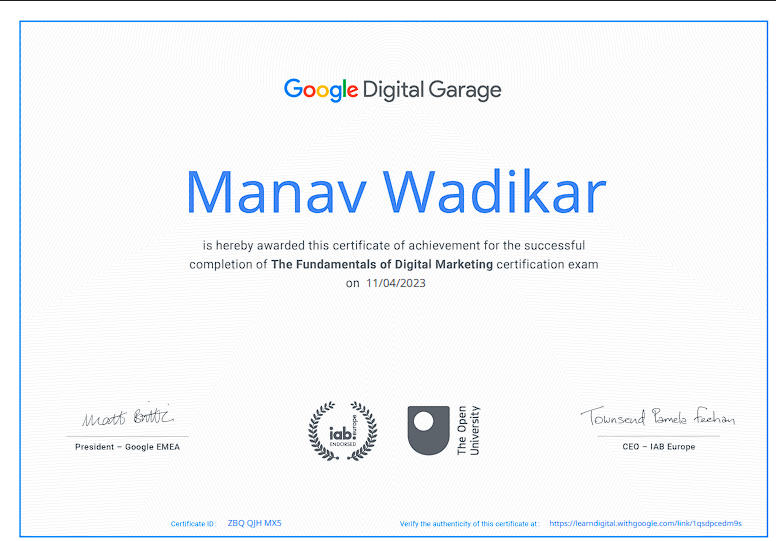 Google Digital Garage
Manav Wadikar
is hereby awarded this certificate of achievement for the successful
completion of The Fundamentals of Digital Marketing certification exam
on 11/04/2023
Matt Brittin
Townsend Pamela Feehan
iab. europe
ENDORSED
The Open
University
President – Google EMEA
CEO – IAB Europe
Certificate ID: ZBQ QJH MX5
Verify the authenticity of this certificate at: https://learndigital.withgoogle.com/link/1qsdpcedm9s